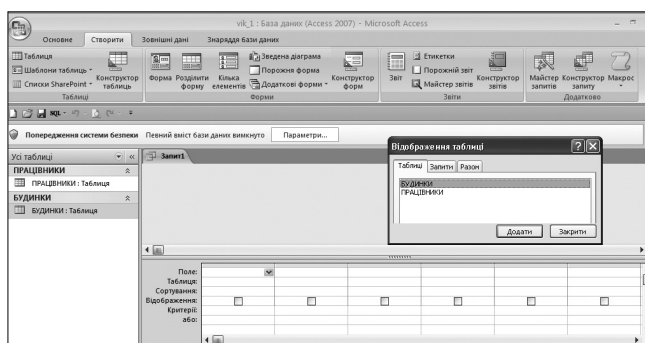 vik_1 : База даних (Access 2007) - Microsoft Access
Основне Створити Зовнішні дані Знаряддя бази даних
Таблиця
Шаблони таблиць
Списки SharePoint
Конструктор таблиць
Таблиці
Форма
Розділити форму
Кілька елементів
Зведена діаграма
Порожня форма
Додаткові форми
Конструктор форм
Форми
Звіт
Етикетки
Порожній звіт
Майстер звітів
Конструктор звітів
Звіти
Майстер запитів
Конструктор запиту
Макрос
Додатково
SQL
Попередження системи безпеки Певний вміст бази даних вимкнуто Параметри...
Усі таблиці
ПРАЦІВНИКИ
ПРАЦІВНИКИ : Таблиця
БУДИНКИ
БУДИНКИ : Таблиця
Запит1
Відображення таблиці
Таблиці Запити Разом
БУДИНКИ
ПРАЦІВНИКИ
Додати Закрити
Поле:
Таблиця:
Сортування:
Відображення:
Критерії:
або: